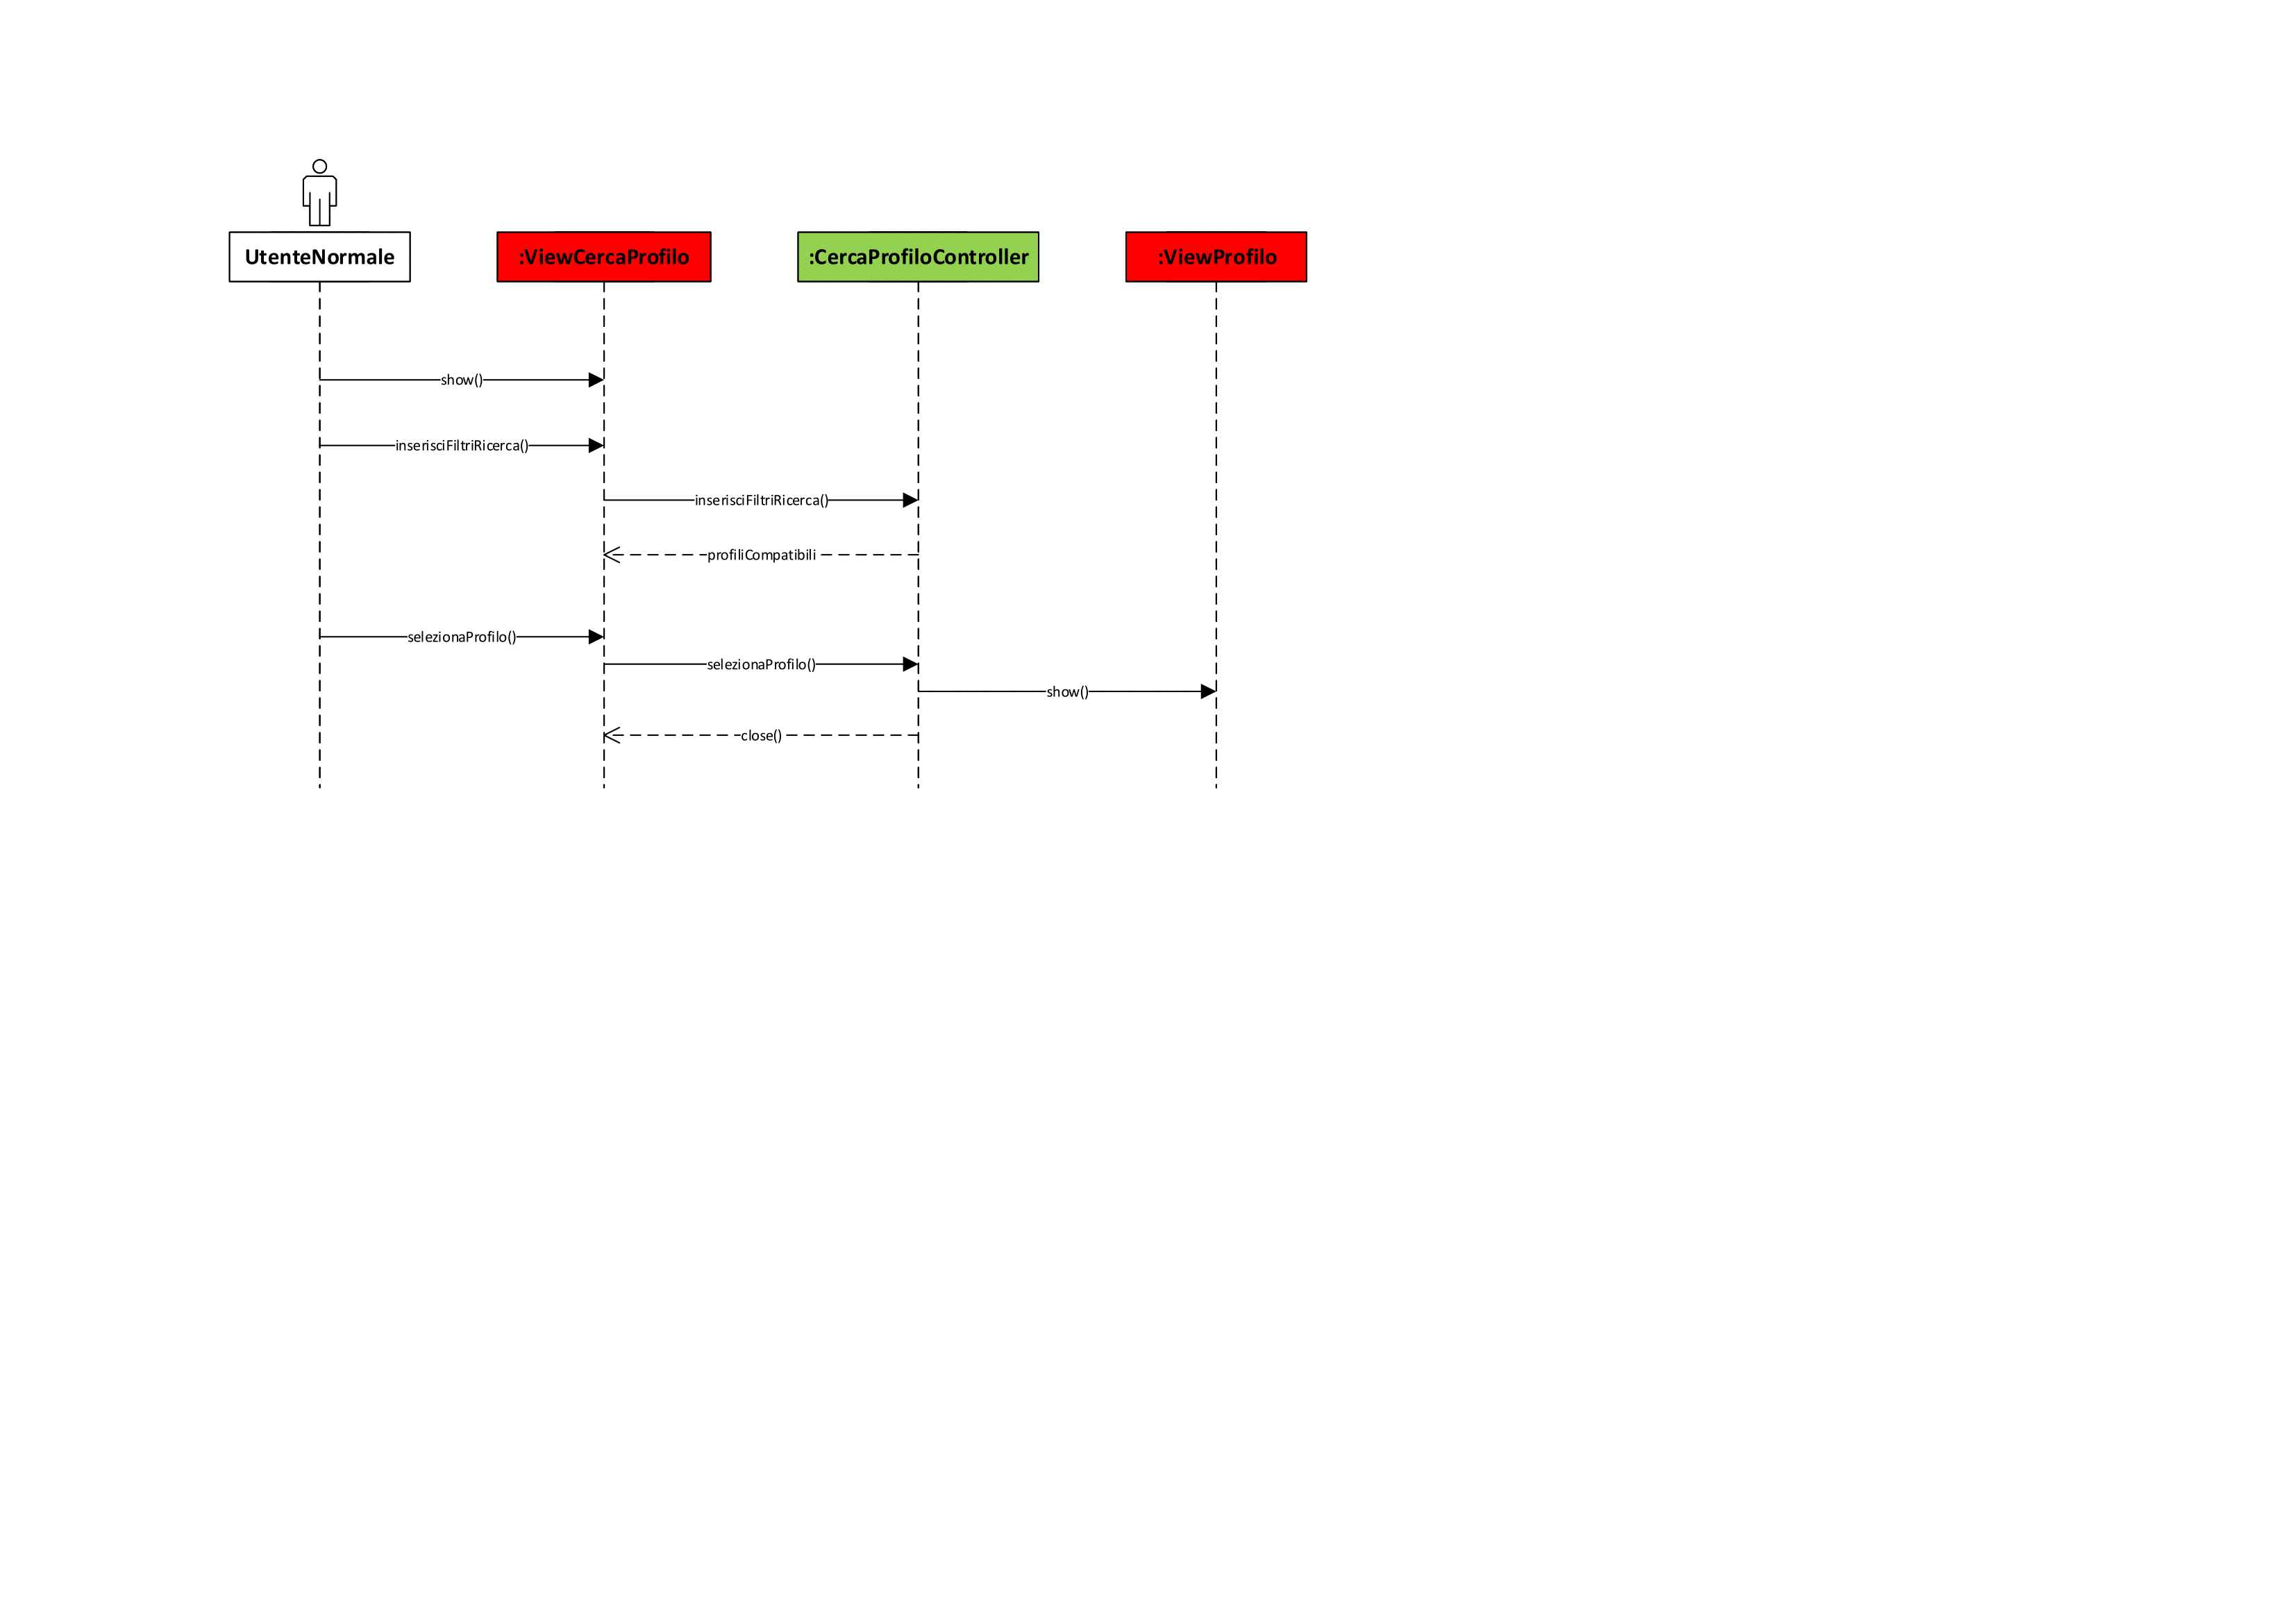 UtenteNormale
:ViewCercaProfilo
:CercaProfiloController
:ViewProfilo
show()
inserisciFiltriRicerca()
inserisciFiltriRicerca()
profiliCompatibili
selezionaProfilo()
selezionaProfilo()
show()
close()